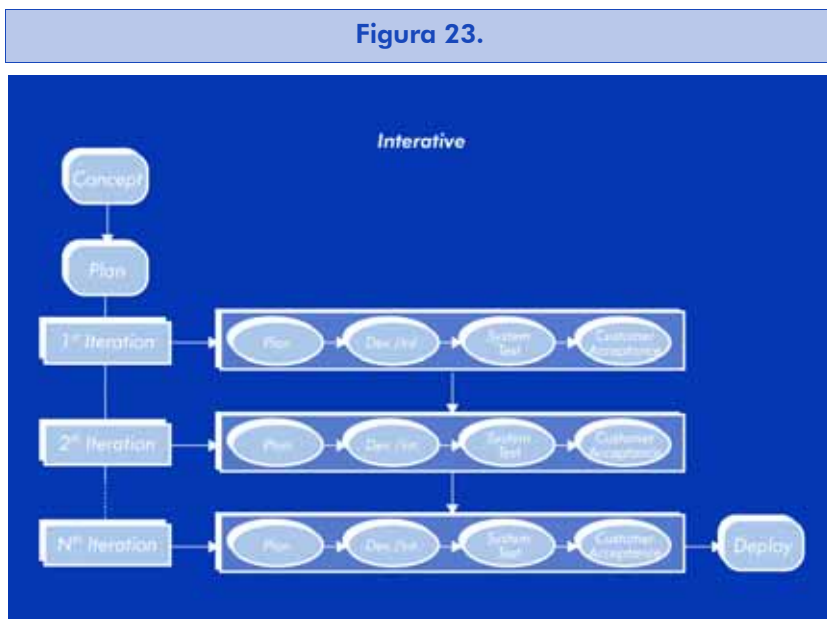 Figura 23.
Interative
Concept
Plan
1st Iteration
Plan
Dev./Int.
System
Test
Customer
Acceptance
2th Iteration
Plan
Dev./Int.
System
Test
Customer
Acceptance
Nth Iteration
Plan
Dev./Int.
System
Test
Customer
Acceptance
Deploy